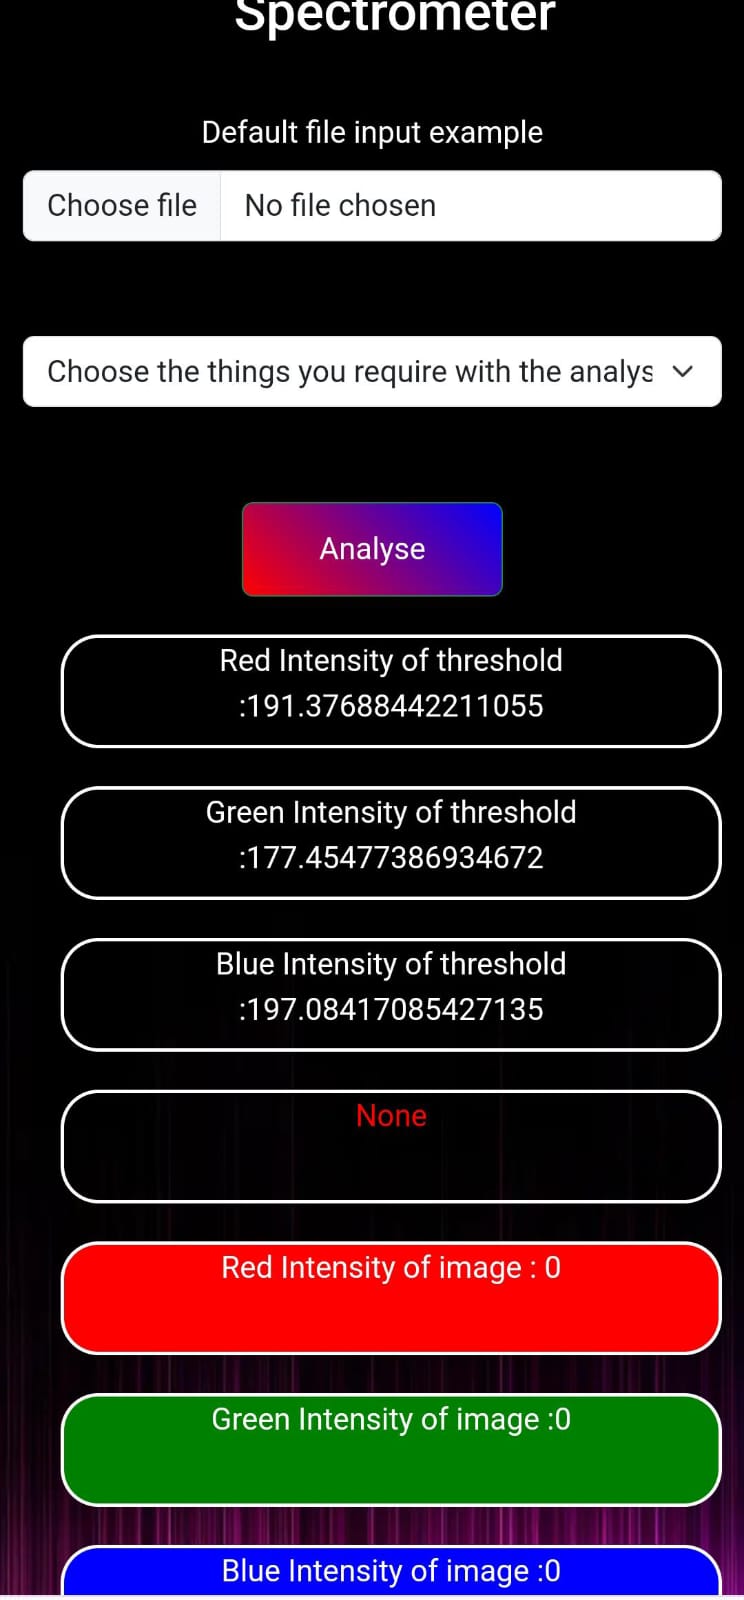 Spectrometer
Default file input example
Choose file No file chosen
Choose the things you require with the analys
Analyse
Red Intensity of threshold
:191.37688442211055
Green Intensity of threshold
:177.45477386934672
Blue Intensity of threshold
:197.08417085427135
None
Red Intensity of image : 0
Green Intensity of image :0
Blue Intensity of image :0